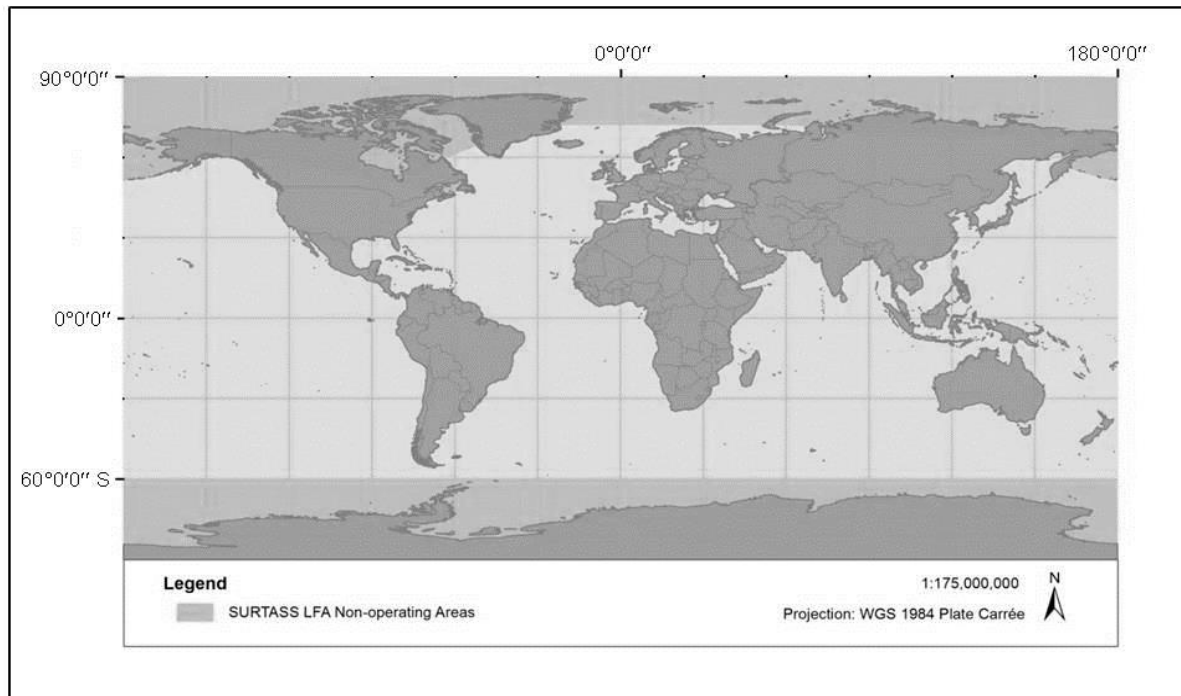 0°0'0" 180°0'0"
90°0'0"
0°0'0"
60°0'0" S
Legend
SURTASS LFA Non-operating Areas
1:175,000,000
N
Projection: WGS 1984 Plate Carrée